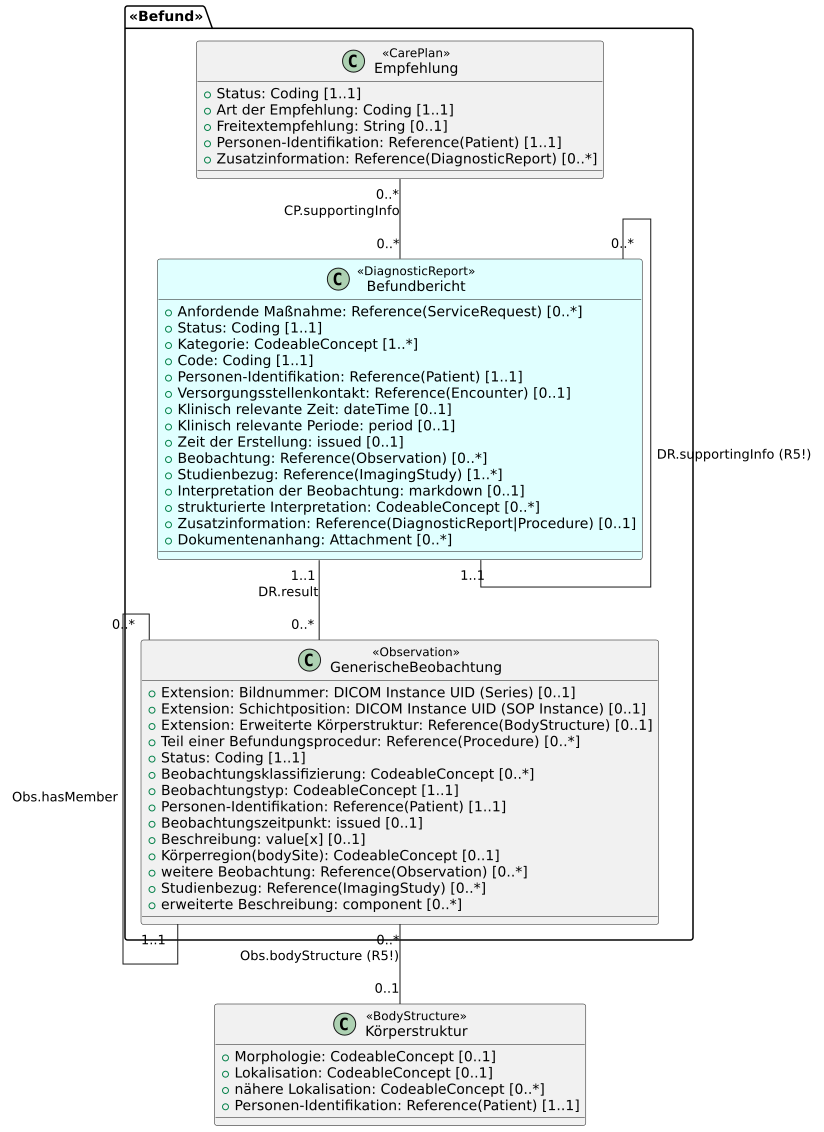 «Befund»
C «CarePlan»
Empfehlung
Status: Coding [1..1]
Art der Empfehlung: Coding [1..1]
Freitextempfehlung: String [0..1]
Personen-Identifikation: Reference(Patient) [1..1]
Zusatzinformation: Reference(DiagnosticReport) [0..*]
0..*
CP.supportingInfo
0..*
0..*
C «DiagnosticReport»
Befundbericht
Anfordende Maßnahme: Reference(ServiceRequest) [0..*]
Status: Coding [1..1]
Kategorie: CodeableConcept [1..*]
Code: Coding [1..1]
Personen-Identifikation: Reference(Patient) [1..1]
Versorgungsstellenkontakt: Reference(Encounter) [0..1]
Klinisch relevante Zeit: dateTime [0..1]
Klinisch relevante Periode: period [0..1]
Zeit der Erstellung: issued [0..1]
Beobachtung: Reference(Observation) [0..*]
Studienbezug: Reference(ImagingStudy) [1..*]
Interpretation der Beobachtung: markdown [0..1]
strukturierte Interpretation: CodeableConcept [0..*]
Zusatzinformation: Reference(DiagnosticReport|Procedure) [0..1]
Dokumentenanhang: Attachment [0..*]
DR.supportingInfo (R5!)
1..1
1..1
DR.result
0..*
0..*
C «Observation»
GenerischeBeobachtung
Extension: Bildnummer: DICOM Instance UID (Series) [0..1]
Extension: Schichtposition: DICOM Instance UID (SOP Instance) [0..1]
Extension: Erweiterte Körperstruktur: Reference(BodyStructure) [0..1]
Teil einer Befundungsprocedur: Reference(Procedure) [0..*]
Status: Coding [1..1]
Beobachtungsklassifizierung: CodeableConcept [0..*]
Beobachtungstyp: CodeableConcept [1..1]
Personen-Identifikation: Reference(Patient) [1..1]
Beobachtungszeitpunkt: issued [0..1]
Beschreibung: value[x] [0..1]
Körperregion(bodySite): CodeableConcept [0..1]
weitere Beobachtung: Reference(Observation) [0..*]
Studienbezug: Reference(ImagingStudy) [0..*]
erweiterte Beschreibung: component [0..*]
Obs.hasMember
1..1
0..*
Obs.bodyStructure (R5!)
0..1
C «BodyStructure»
Körperstruktur
Morphologie: CodeableConcept [0..1]
Lokalisation: CodeableConcept [0..1]
nähere Lokalisation: CodeableConcept [0..*]
Personen-Identifikation: Reference(Patient) [1..1]